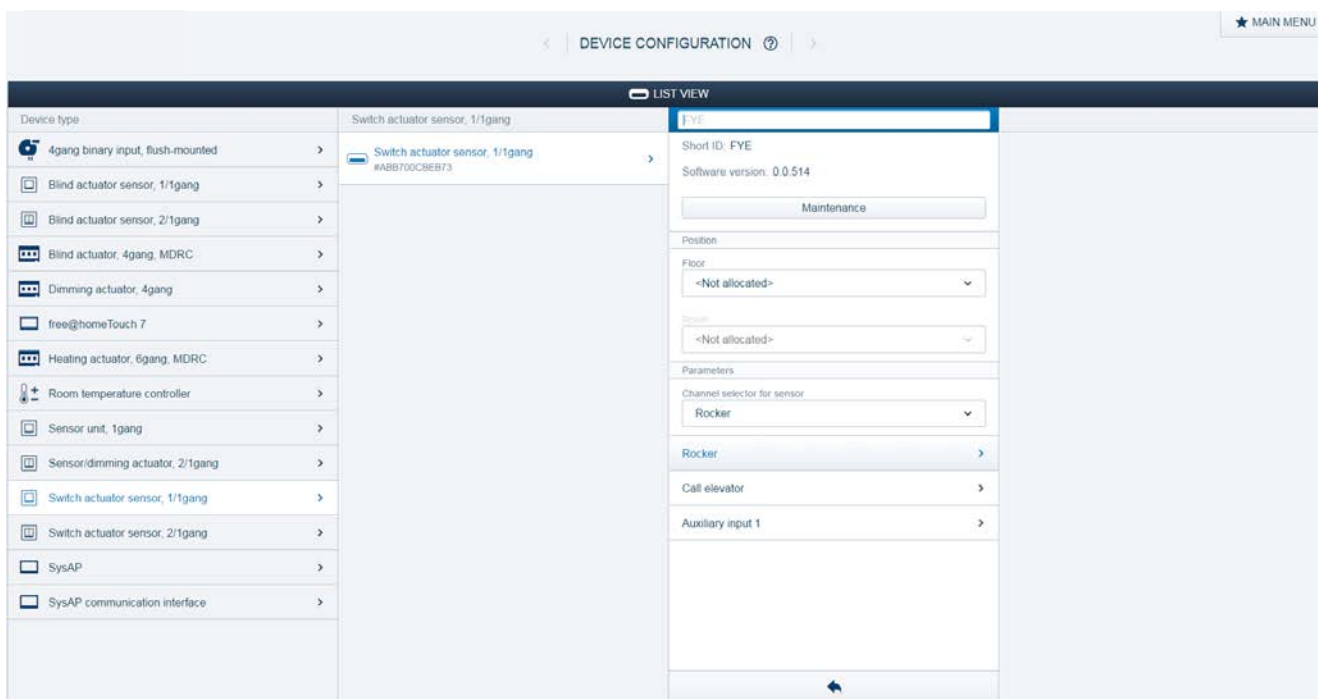 MAIN MENU
DEVICE CONFIGURATION ?
LIST VIEW
Device type
4gang binary input, flush-mounted
Blind actuator sensor, 1/1gang
Blind actuator sensor, 2/1gang
Blind actuator, 4gang, MDRC
Dimming actuator, 4gang
free@homeTouch 7
Heating actuator, 6gang, MDRC
Room temperature controller
Sensor unit, 1gang
Sensor/dimming actuator, 2/1gang
Switch actuator sensor, 1/1gang
Switch actuator sensor, 2/1gang
SysAP
SysAP communication interface
Switch actuator sensor, 1/1gang
Switch actuator sensor, 1/1gang
#ABB700CBEB73
FYE
Short ID: FYE
Software version: 0.0.514
Maintenance
Position
Floor
<Not allocated>
Room
<Not allocated>
Parameters
Channel selector for sensor
Rocker
Rocker
Call elevator
Auxiliary input 1